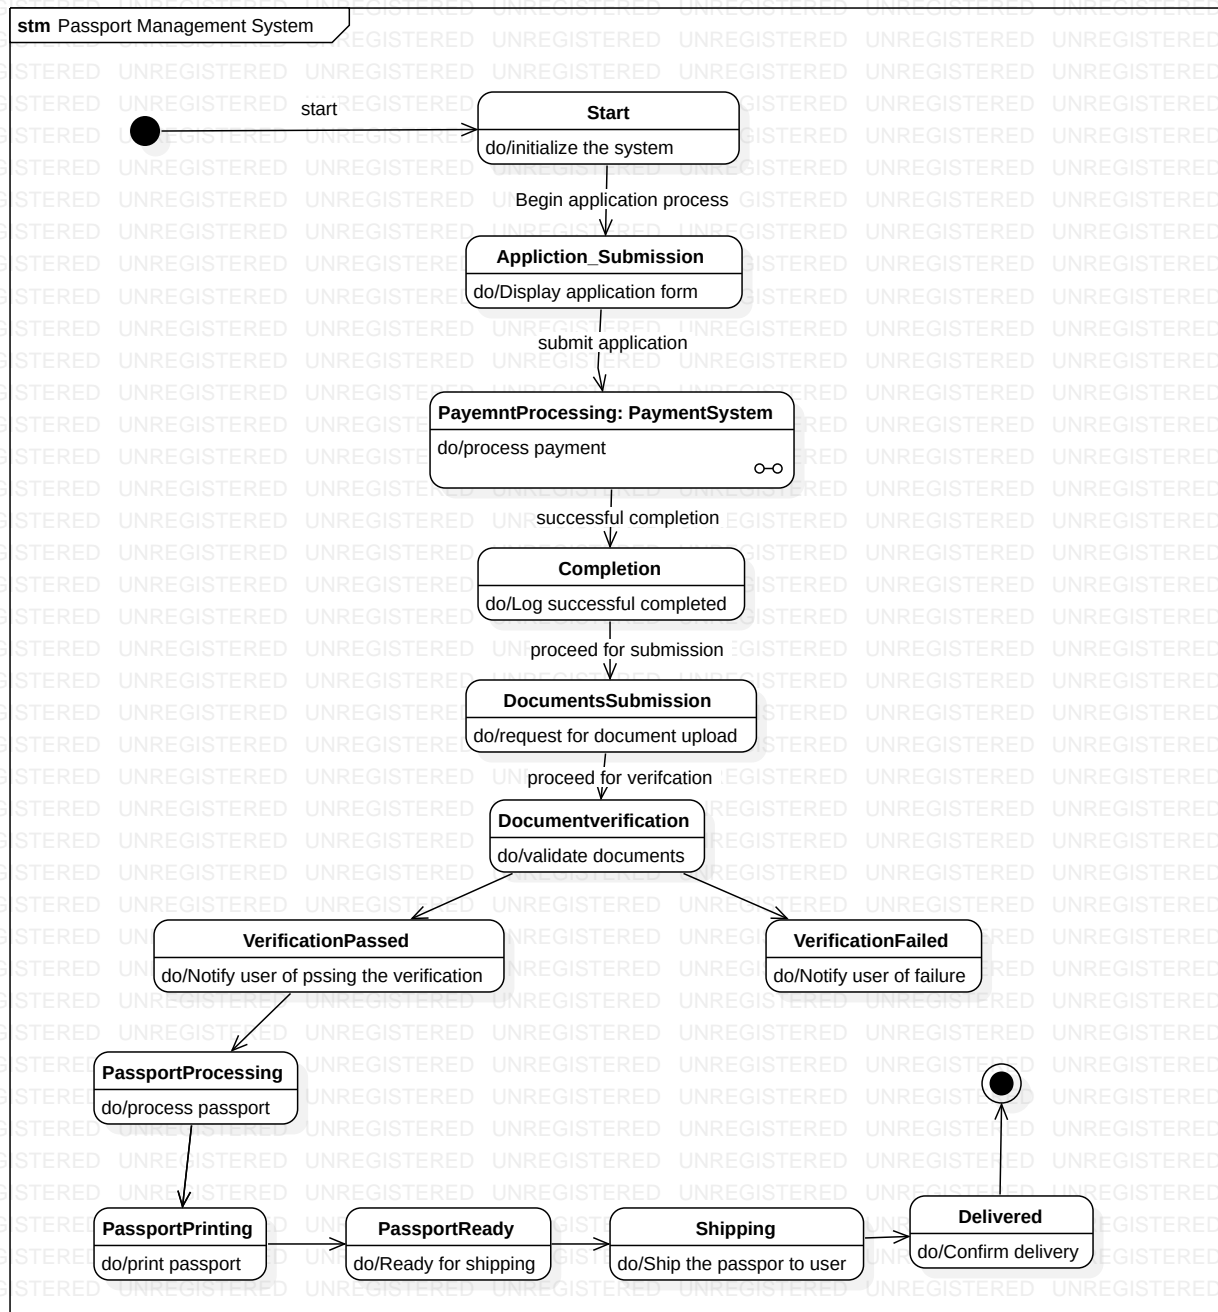 stm Passport Management System
start
Start
do/initialize the system
Begin application process
Appliction_Submission
do/Display application form
submit application
PayemntProcessing: PaymentSystem
do/process payment
successful completion
Completion
do/Log successful completed
proceed for submission
DocumentsSubmission
do/request for document upload
proceed for verifcation
Documentverification
do/validate documents
VerificationPassed
do/Notify user of pssing the verification
VerificationFailed
do/Notify user of failure
PassportProcessing
do/process passport
PassportPrinting
do/print passport
PassportReady
do/Ready for shipping
Shipping
do/Ship the passpor to user
Delivered
do/Confirm delivery
UNREGISTERED